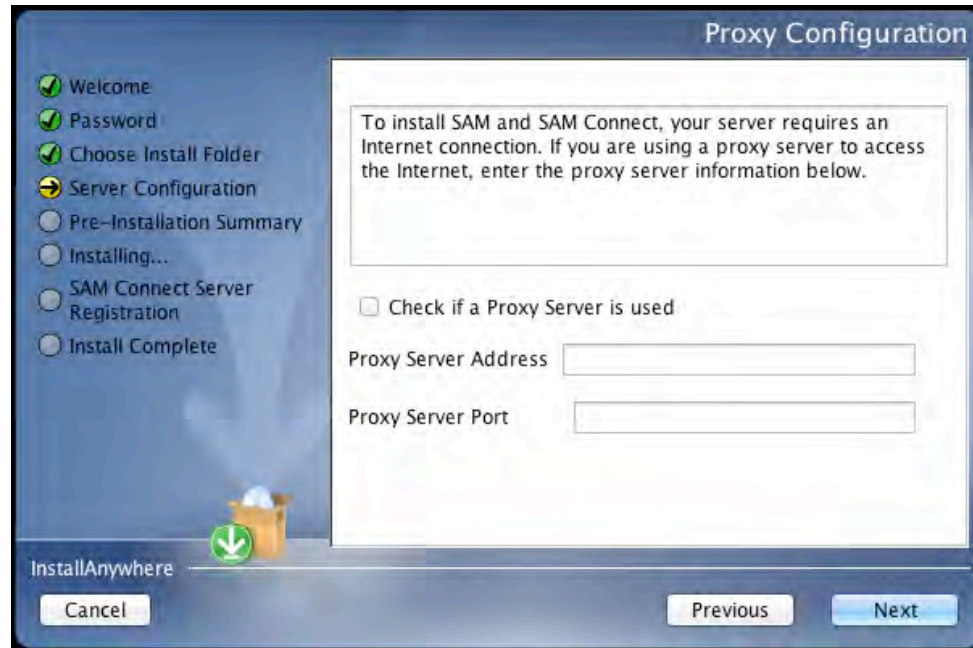 Proxy Configuration
Welcome
Password
Choose Install Folder
Server Configuration
Pre-Installation Summary
Installing...
SAM Connect Server
Registration
Install Complete
To install SAM and SAM Connect, your server requires an
Internet connection. If you are using a proxy server to access
the Internet, enter the proxy server information below.
Check if a Proxy Server is used
Proxy Server Address
Proxy Server Port
InstallAnywhere
Cancel
Previous
Next